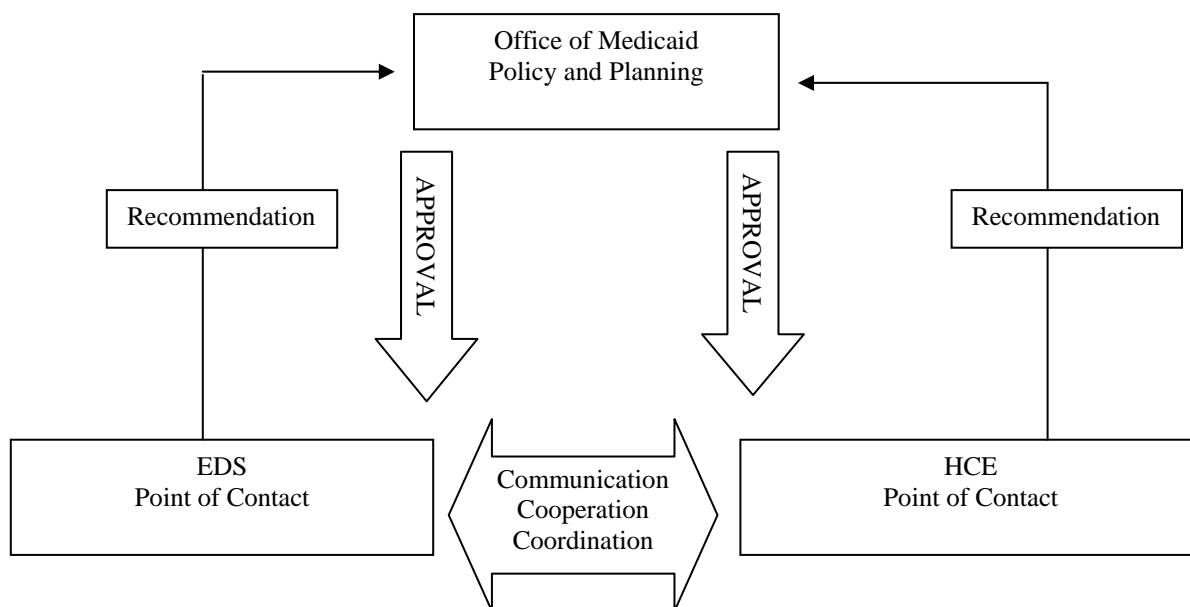 Office of Medicaid
Policy and Planning
Recommendation
APPROVAL
APPROVAL
Recommendation
EDS
Point of Contact
Communication
Cooperation
Coordination
HCE
Point of Contact